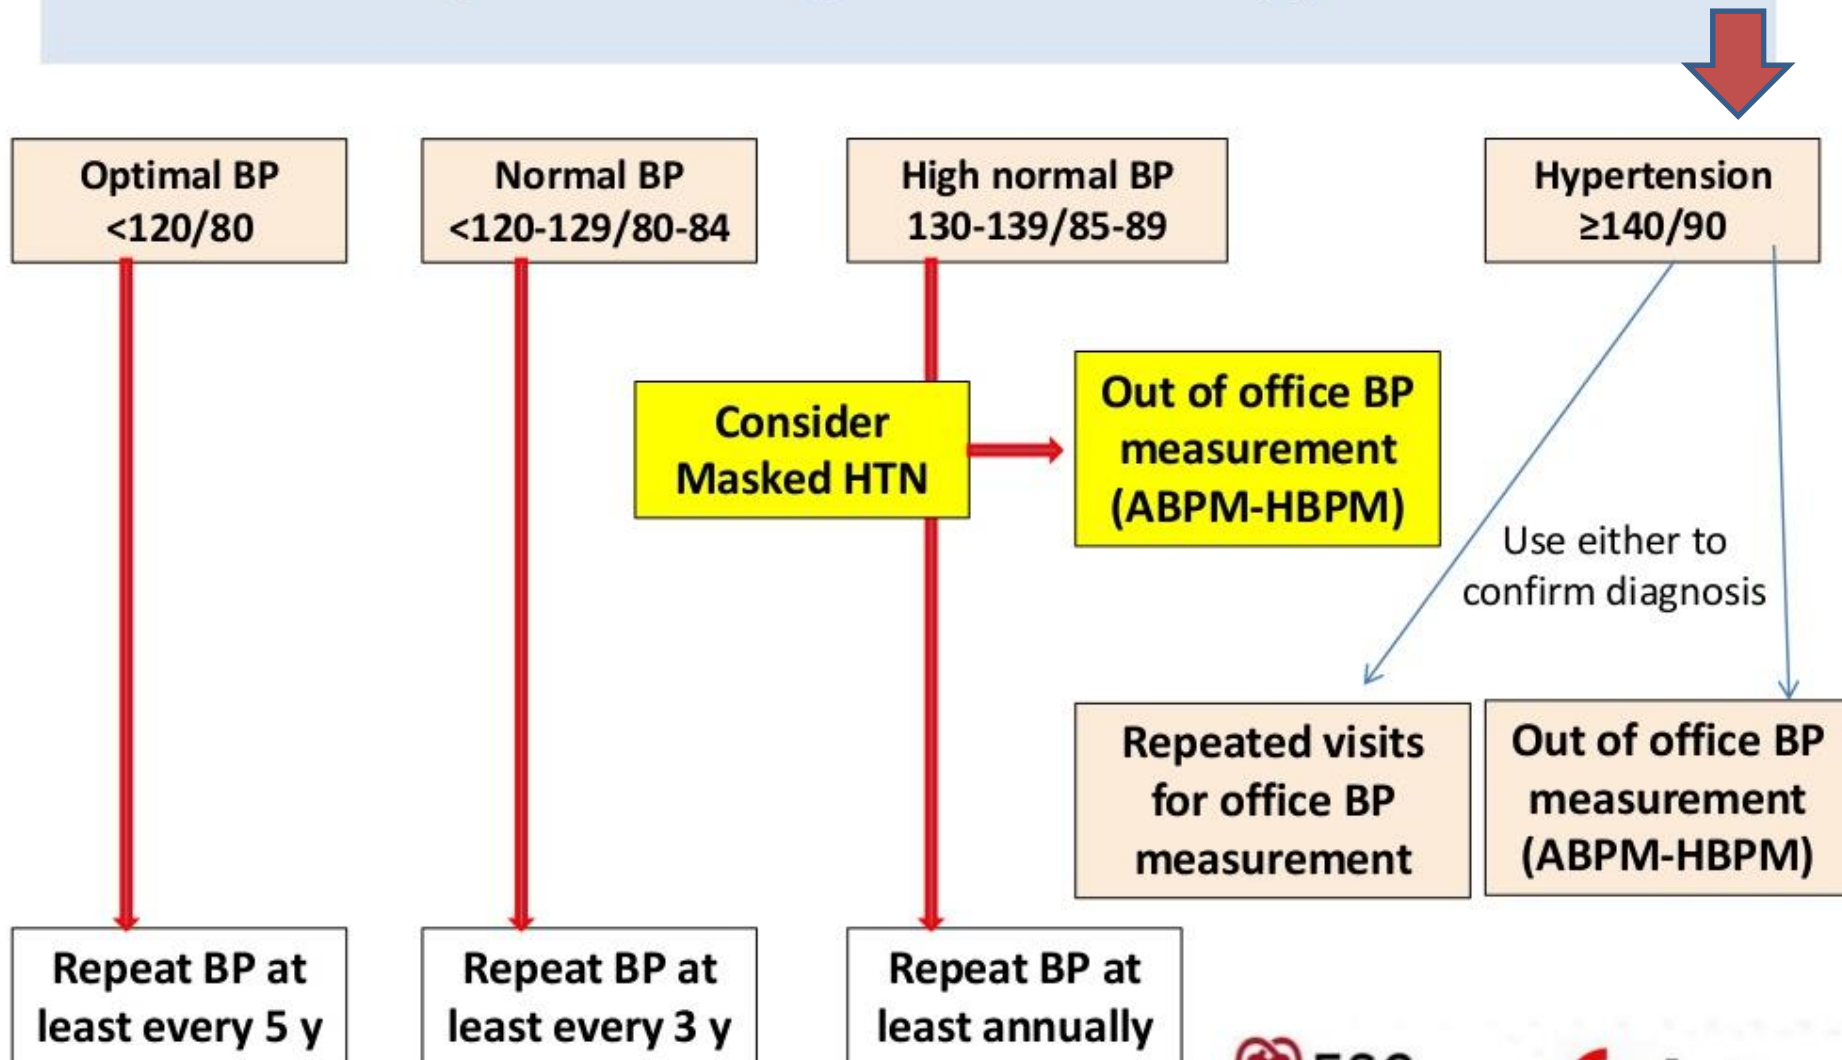 Optimal BP
<120/80
Normal BP
<120-129/80-84
High normal BP
130-139/85-89
Hypertension
≥140/90
Consider
Masked HTN
Out of office BP
measurement
(ABPM-HBPM)
Use either to
confirm diagnosis
Repeated visits
for office BP
measurement
Out of office BP
measurement
(ABPM-HBPM)
Repeat BP at
least every 5 y
Repeat BP at
least every 3 y
Repeat BP at
least annually